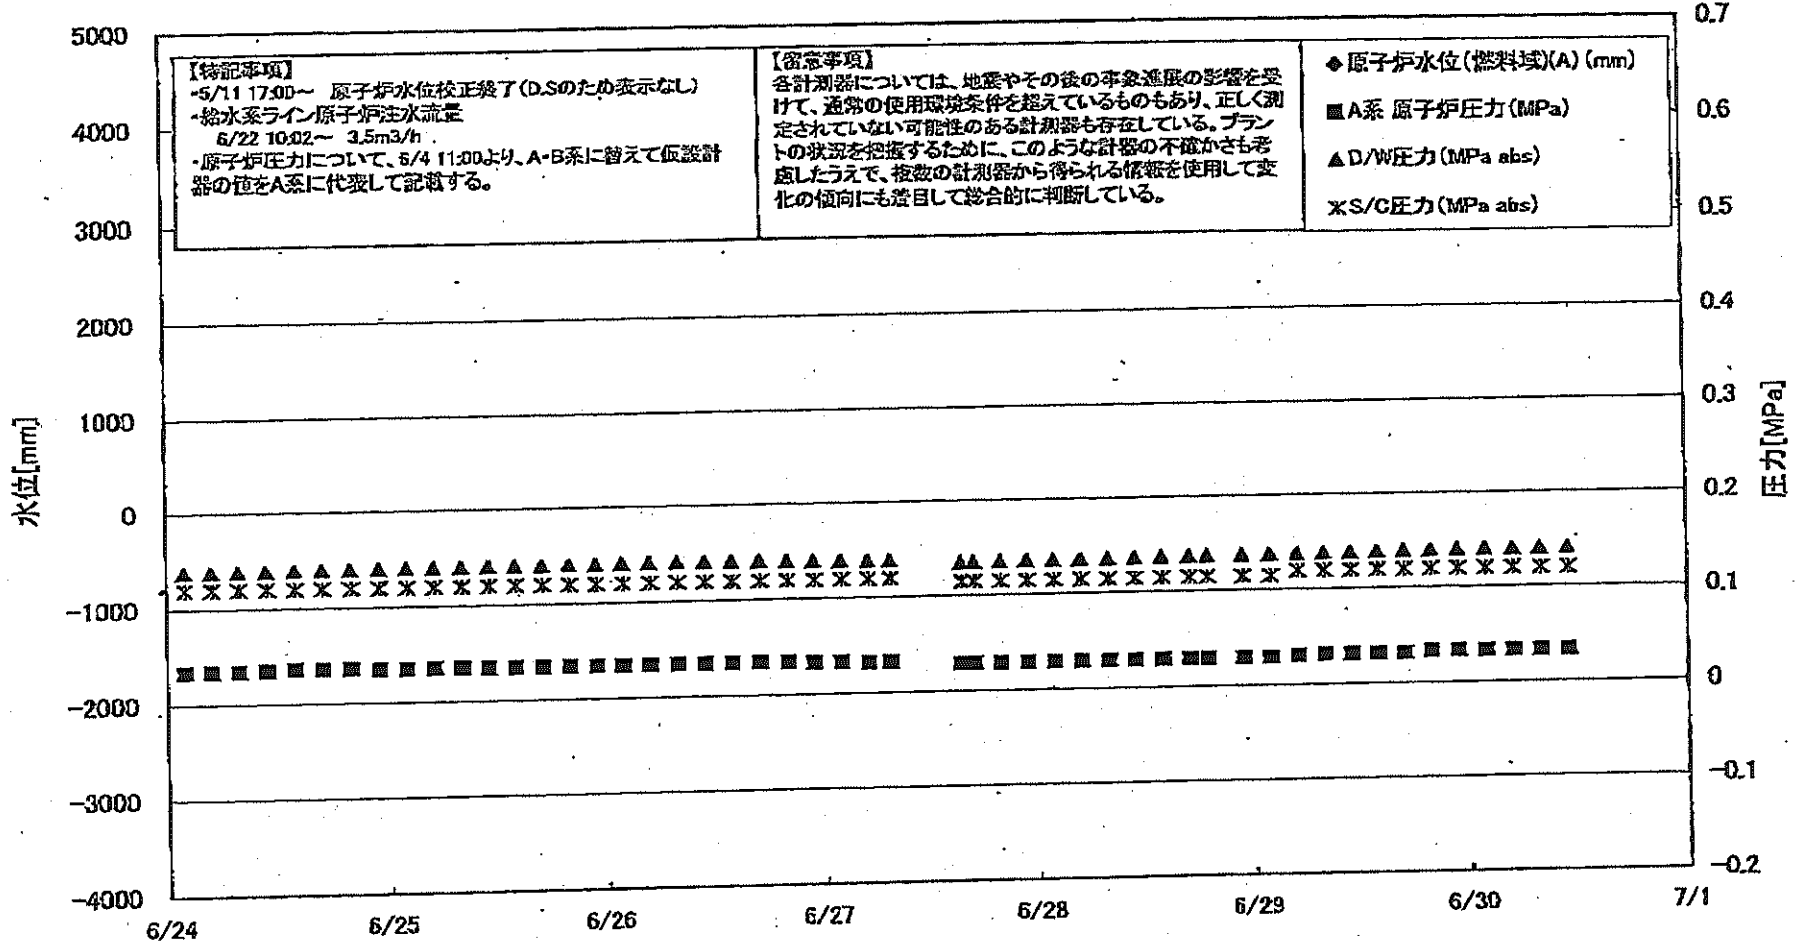 【特記事項】
・5/11 17:00～ 原子炉水位校正終了(D.Sのため表示なし)
・給水系ライン原子炉注水流量
6/22 10:02～ 3.5m3/h
・原子炉圧力について、6/4 11:00より、A・B系に替えて仮設計
器の値をA系に代表して記載する。
【留意事項】
各計測器については、地震やその後の事象進展の影響を受
けて、通常の使用環境条件を超えているものもあり、正しく測
定されていない可能性のある計測器も存在している。プラン
トの状況を把握するために、このような計器の不確かさも考
慮したうえで、複数の計測器から得られる情報を使用して変
化の傾向にも着目して総合的に判断している。
◆原子炉水位(燃料域)(A)(mm)
■A系 原子炉圧力(MPa)
▲D/W圧力(MPa abs)
S/C圧力(MPa abs)
水位[mm]
5000
4000
3000
2000
1000
0
-1000
-2000
-3000
-4000
圧力[MPa]
0.7
0.6
0.5
0.4
0.3
0.2
0.1
0
-0.1
-0.2
6/24 6/25 6/26 6/27 6/28 6/29 6/30 7/1